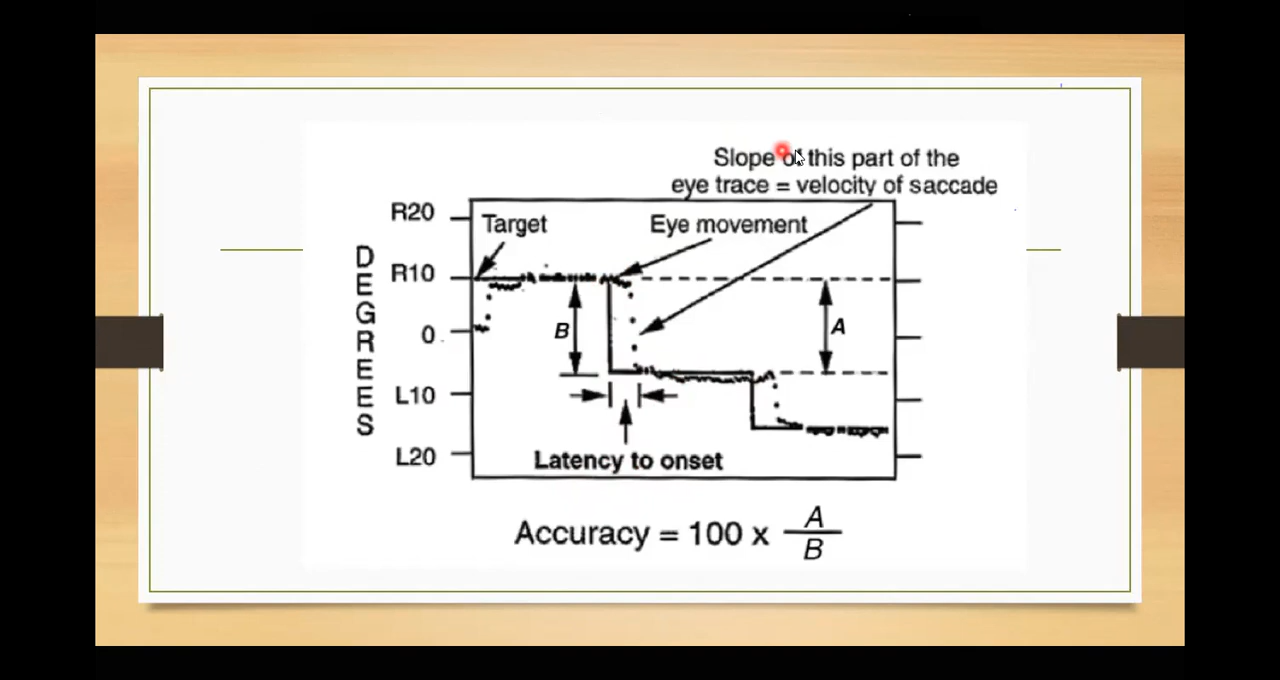 Slope of this part of the
eye trace = velocity of saccade
R20
Target
Eye movement
DEGREES
R10
B
A
0
L10
L20
Latency to onset
Accuracy = 100 x A
B